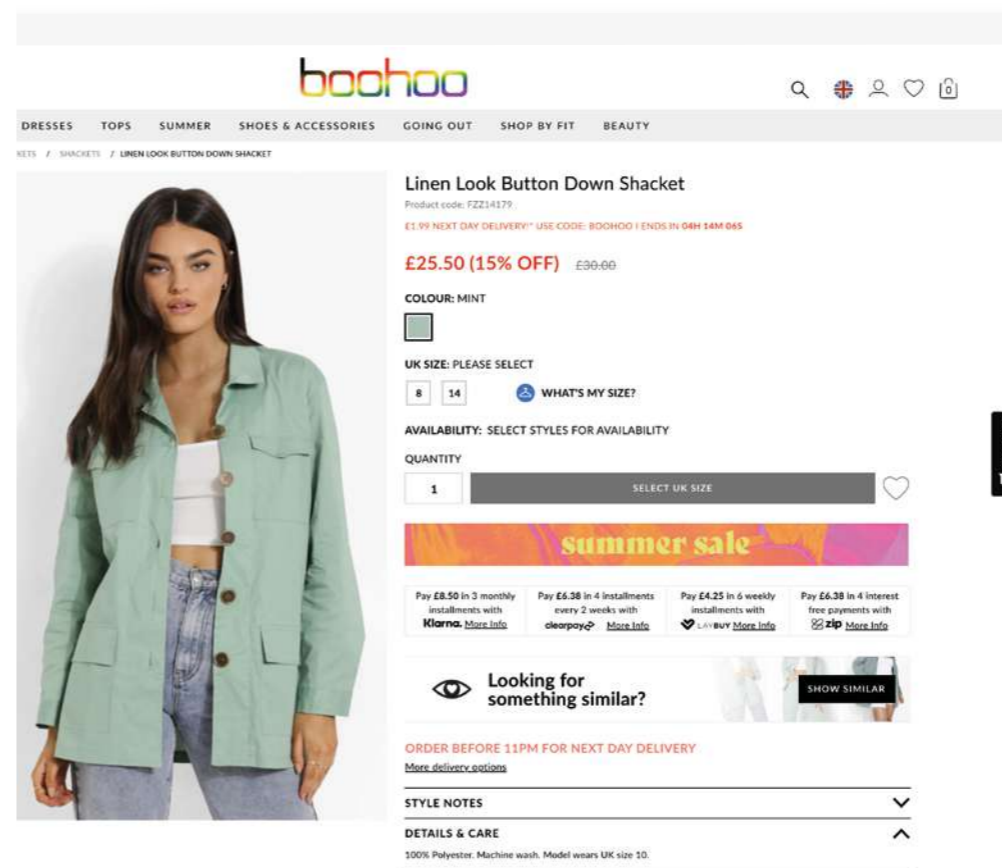 boohoo
0
DRESSES TOPS SUMMER SHOES & ACCESSORIES GOING OUT SHOP BY FIT BEAUTY
KETS / SHACKETS / LINEN LOOK BUTTON DOWN SHACKET
Linen Look Button Down Shacket
Product code: FZZ14179
£1.99 NEXT DAY DELIVERY!* USE CODE: BOOHOO I ENDS IN 04H 14M 06S
£25.50 (15% OFF) £30.00
COLOUR: MINT
UK SIZE: PLEASE SELECT
8 14 WHAT'S MY SIZE?
AVAILABILITY: SELECT STYLES FOR AVAILABILITY
QUANTITY
1 SELECT UK SIZE
summer sale
Pay £8.50 in 3 monthly
installments with
Klarna. More Info
Pay £6.38 in 4 installments
every 2 weeks with
clearpay More Info
Pay £4.25 in 6 weekly
installments with
LAYBUY More Info
Pay £6.38 in 4 interest
free payments with
zip More Info
Looking for
something similar?
SHOW SIMILAR
ORDER BEFORE 11PM FOR NEXT DAY DELIVERY
More delivery options
STYLE NOTES
DETAILS & CARE
100% Polyester. Machine wash. Model wears UK size 10.